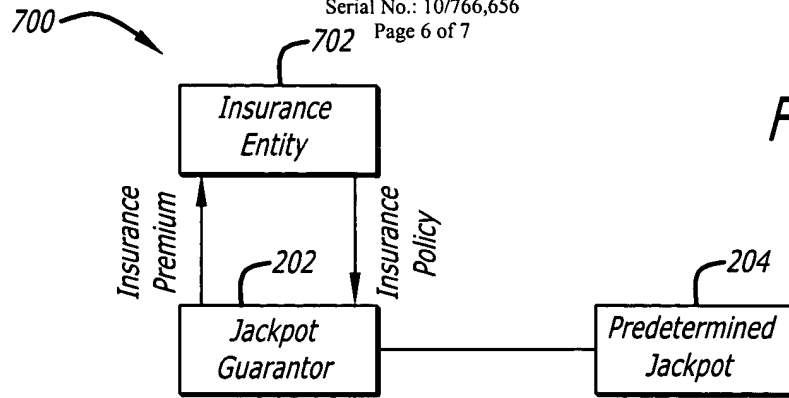 Serial No.: 10/766,656
Page 6 of 7
700
702
Insurance
Entity
Insurance
Premium
Insurance
Policy
202
204
Jackpot
Guarantor
Predetermined
Jackpot